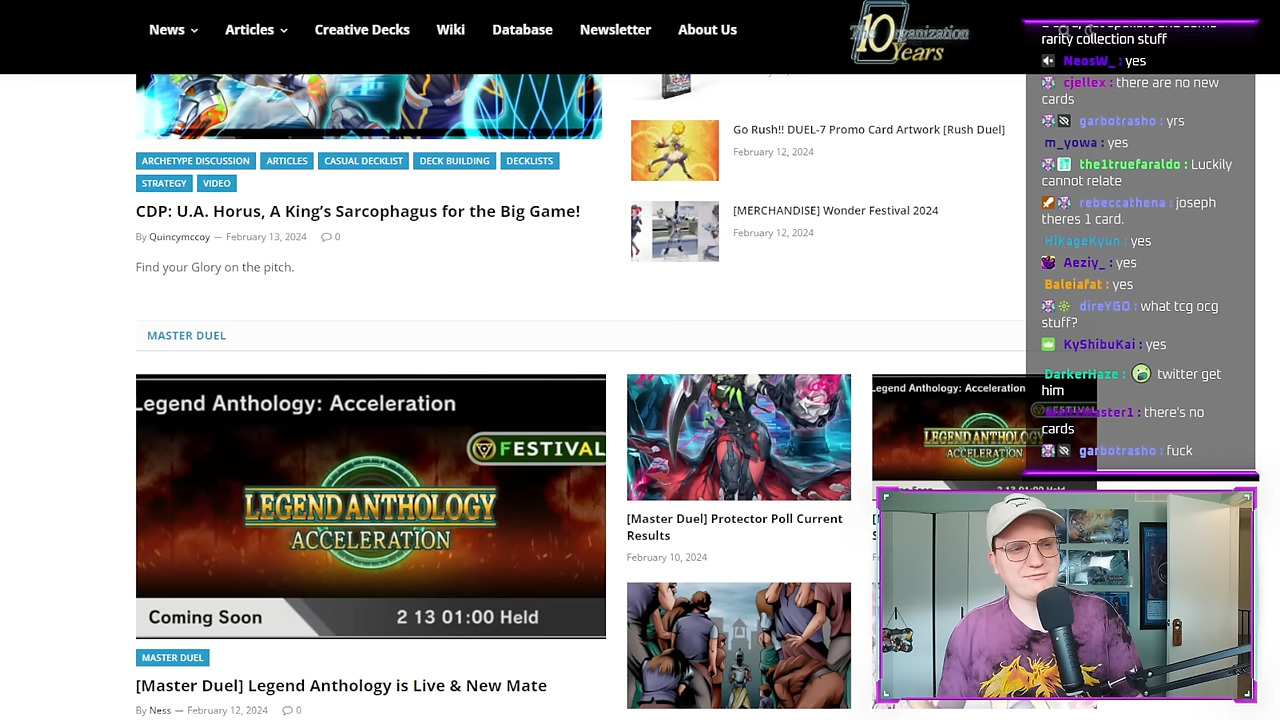 News
Articles
Creative Decks
Wiki
Database
Newsletter
About Us
The Organization
10
Years
ARCHETYPE DISCUSSION
ARTICLES
CASUAL DECKLIST
DECK BUILDING
DECKLISTS
STRATEGY
VIDEO
CDP: U.A. Horus, A King’s Sarcophagus for the Big Game!
By Quincymccoy — February 13, 2024 0
Find your Glory on the pitch.
Go Rush!! DUEL-7 Promo Card Artwork [Rush Duel]
February 12, 2024
[MERCHANDISE] Wonder Festival 2024
February 12, 2024
MASTER DUEL
Legend Anthology: Acceleration
FESTIVAL
LEGEND ANTHOLOGY
ACCELERATION
Coming Soon
2 13 01:00 Held
MASTER DUEL
[Master Duel] Legend Anthology is Live & New Mate
By Ness — February 12, 2024 0
[Master Duel] Protector Poll Current
Results
February 10, 2024
Legend Anthology: Acceleration
LEGEND ANTHOLOGY
ACCELERATION
rarity collection stuff
NeosW_ : yes
cjellex : there are no new
cards
garbotrasho : yrs
m_yowa : yes
the1truefaraldo : Luckily
cannot relate
rebeccathena : joseph
theres 1 card.
HikageKyun : yes
Aeziy_ : yes
Baleiafat : yes
direYGO : what tcg ocg
stuff?
KyShibuKai : yes
DarkerHaze : twitter get
him
there's no
cards
garbotrasho : fuck